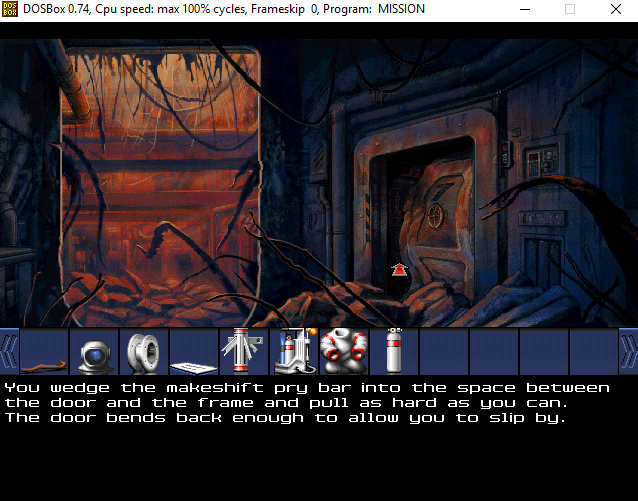 DOS
BOX
DOSBox 0.74, Cpu speed: max 100% cycles, Frameskip 0, Program: MISSION
You wedge the makeshift pry bar into the space between
the door and the frame and pull as hard as you can.
The door bends back enough to allow you to slip by.